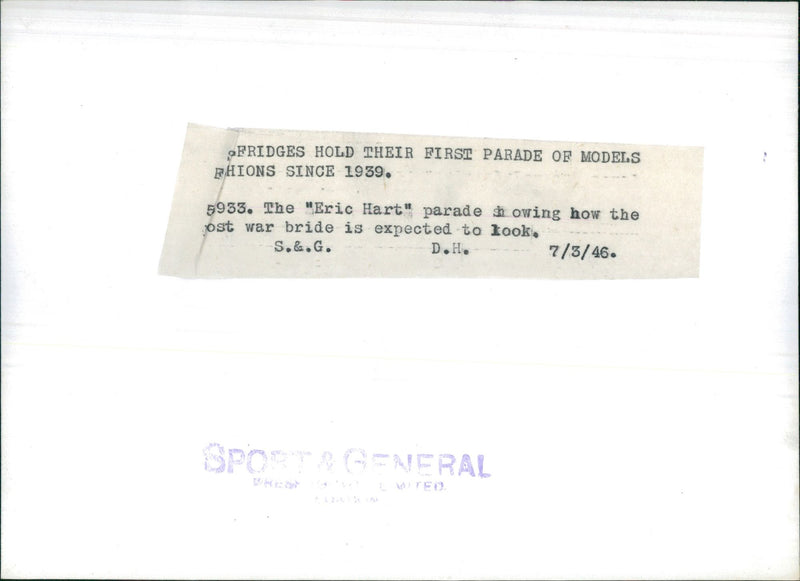 FRIDGES HOLD THEIR FIRST PARADE OF MODELS
HIONS SINCE 1939.
5933. The "Eric Hart" parade showing how the
ost war bride is expected to look.
S.&.G. D.H. 7/3/46.
SPORT & GENERAL